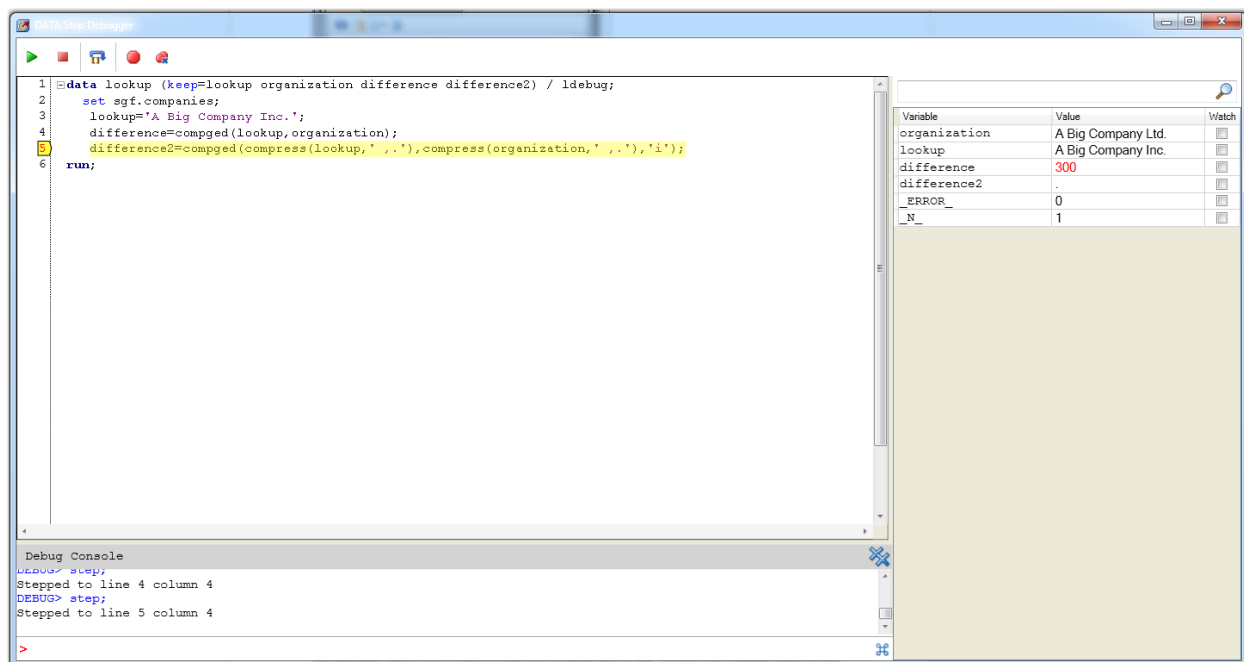 DATA Step Debugger
1 data lookup (keep=lookup organization difference difference2) / ldebug;
2 set sgf.companies;
3 lookup='A Big Company Inc.';
4 difference=compged(lookup,organization);
5 difference2=compged(compress(lookup,' ,.'),compress(organization,' ,.'),'i');
6 run;
Variable Value Watch
organization A Big Company Ltd.
lookup A Big Company Inc.
difference 300
difference2 .
_ERROR_ 0
_N_ 1
Debug Console
DEBUG> step;
Stepped to line 4 column 4
DEBUG> step;
Stepped to line 5 column 4
>